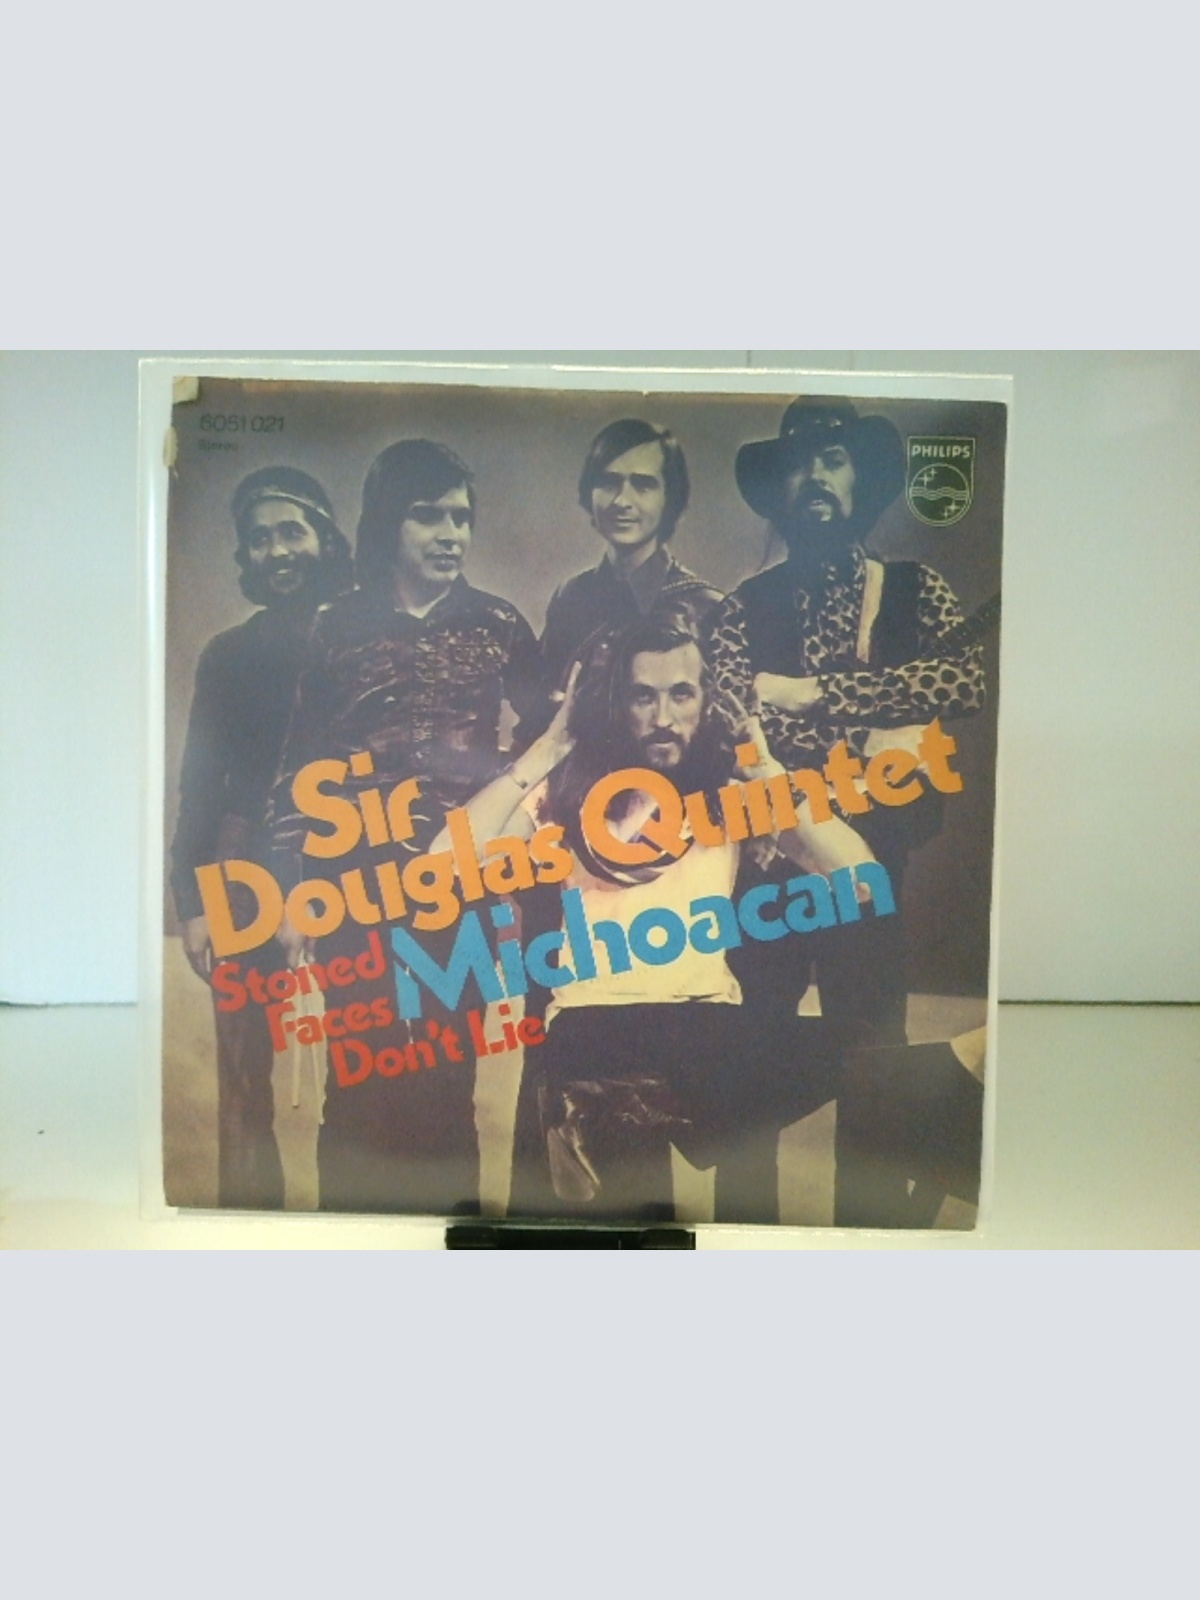 6051 021
Stereo
PHILIPS
Sir
Douglas Quintet
Michoacan
Stoned
Faces
Don't Lie